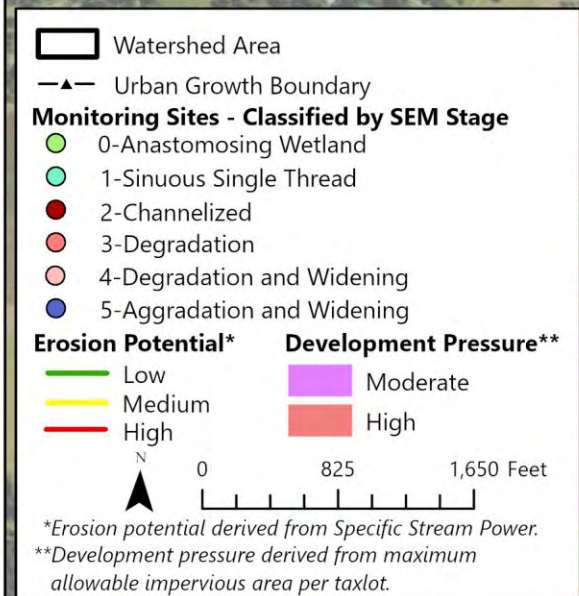 Watershed Area
Urban Growth Boundary
Monitoring Sites - Classified by SEM Stage
0-Anastomosing Wetland
1-Sinuous Single Thread
2-Channelized
3-Degradation
4-Degradation and Widening
5-Aggradation and Widening
Erosion Potential* Development Pressure**
Low
Medium
High
Moderate
High
N
0 825 1,650 Feet
*Erosion potential derived from Specific Stream Power.
**Development pressure derived from maximum
allowable impervious area per taxlot.